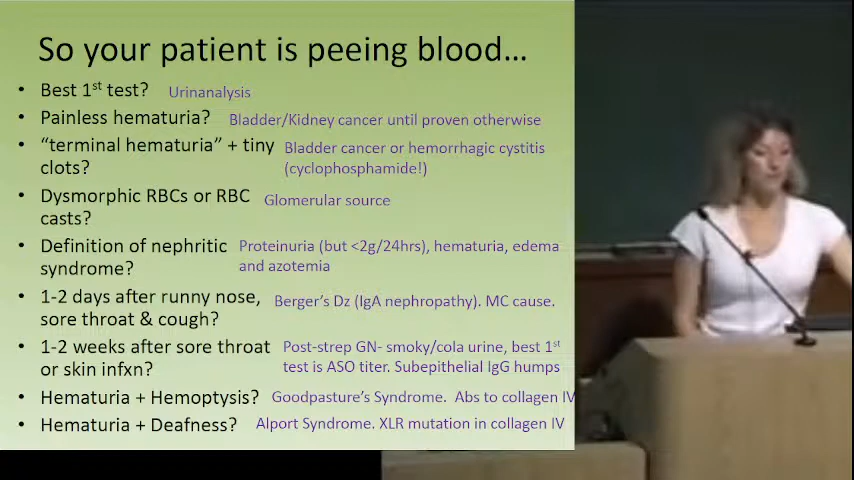 So your patient is peeing blood…
• Best 1st test? Urinanalysis
• Painless hematuria? Bladder/Kidney cancer until proven otherwise
• “terminal hematuria” + tiny clots?
Bladder cancer or hemorrhagic cystitis
(cyclophosphamide!)
• Dysmorphic RBCs or RBC
casts?
Glomerular source
• Definition of nephritic
syndrome?
Proteinuria (but <2g/24hrs), hematuria, edema
and azotemia
• 1-2 days after runny nose,
sore throat & cough?
Berger’s Dz (IgA nephropathy). MC cause.
• 1-2 weeks after sore throat
or skin infxn?
Post-strep GN- smoky/cola urine, best 1st
test is ASO titer. Subepithelial IgG humps
• Hematuria + Hemoptysis? Goodpasture’s Syndrome. Abs to collagen IV
• Hematuria + Deafness? Alport Syndrome. XLR mutation in collagen IV